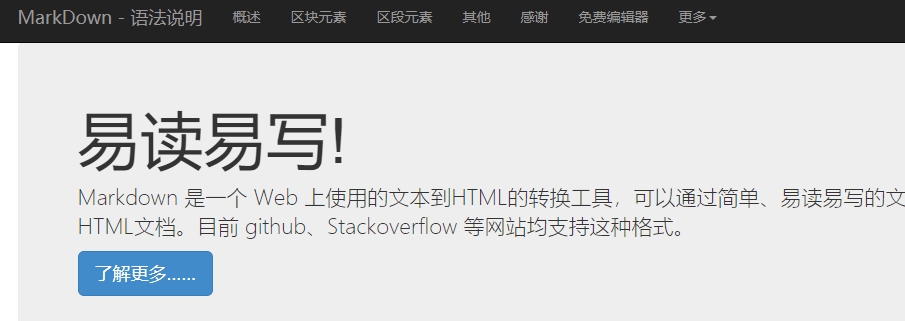 MarkDown - 语法说明 概述 区块元素 区段元素 其他 感谢 免费编辑器 更多
易读易写!
Markdown 是一个 Web 上使用的文本到HTML的转换工具，可以通过简单、易读易写的文
HTML文档。目前 github、Stackoverflow 等网站均支持这种格式。
了解更多......